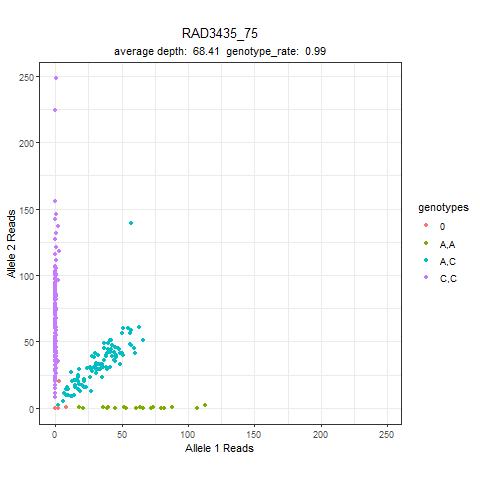 RAD3435_75
average depth:  68.41  genotype_rate:  0.99
Allele 2 Reads
250
200
150
100
50
0
0 50 100 150 200 250
Allele 1 Reads
genotypes
0
A,A
A,C
C,C